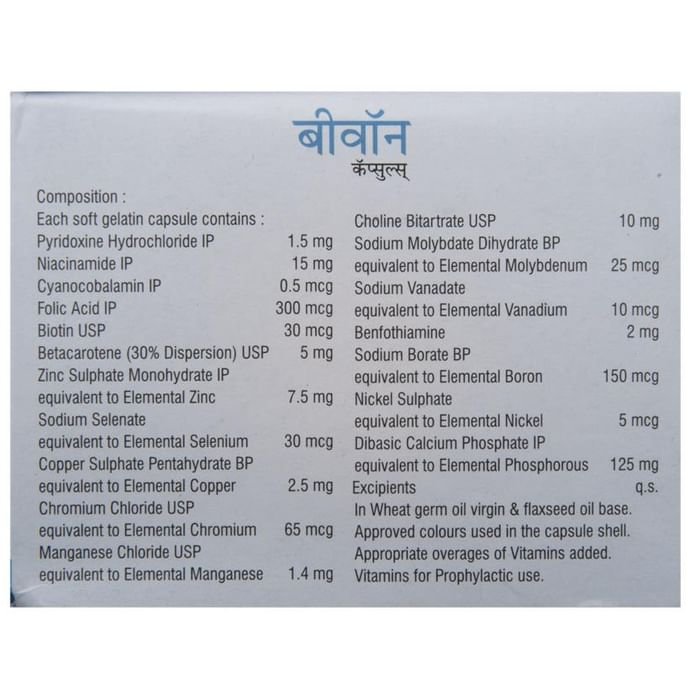 बीवॉन
कॅप्सुल्स्
Composition :
Each soft gelatin capsule contains :
Pyridoxine Hydrochloride IP 1.5 mg
Niacinamide IP 15 mg
Cyanocobalamin IP 0.5 mcg
Folic Acid IP 300 mcg
Biotin USP 30 mcg
Betacarotene (30% Dispersion) USP 5 mg
Zinc Sulphate Monohydrate IP
equivalent to Elemental Zinc 7.5 mg
Sodium Selenate
equivalent to Elemental Selenium 30 mcg
Copper Sulphate Pentahydrate BP
equivalent to Elemental Copper 2.5 mg
Chromium Chloride USP
equivalent to Elemental Chromium 65 mcg
Manganese Chloride USP
equivalent to Elemental Manganese 1.4 mg
Choline Bitartrate USP 10 mg
Sodium Molybdate Dihydrate BP
equivalent to Elemental Molybdenum 25 mcg
Sodium Vanadate
equivalent to Elemental Vanadium 10 mcg
Benfothiamine 2 mg
Sodium Borate BP
equivalent to Elemental Boron 150 mcg
Nickel Sulphate
equivalent to Elemental Nickel 5 mcg
Dibasic Calcium Phosphate IP
equivalent to Elemental Phosphorous 125 mg
Excipients q.s.
In Wheat germ oil virgin & flaxseed oil base.
Approved colours used in the capsule shell.
Appropriate overages of Vitamins added.
Vitamins for Prophylactic use.